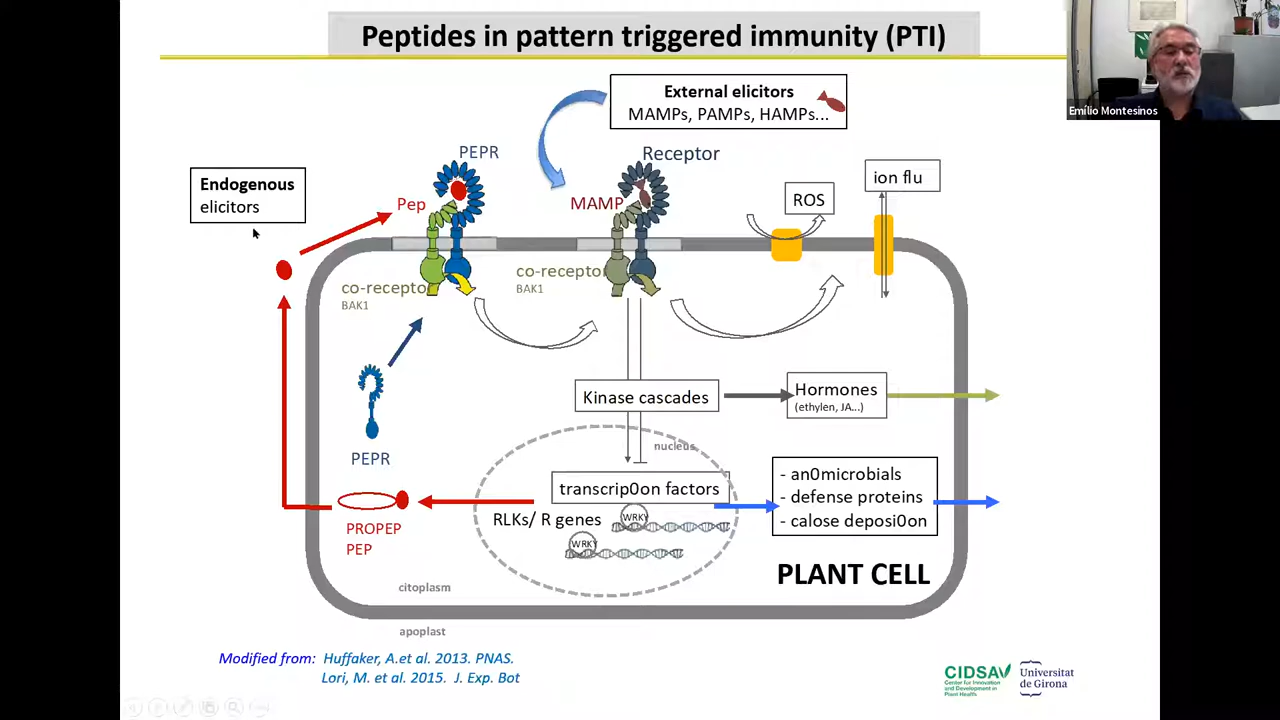 Peptides in pattern triggered immunity (PTI)
Emílio Montesinos
External elicitors
MAMPs, PAMPs, HAMPs...
PEPR
Receptor
Endogenous
elicitors
Pep
MAMP
ROS
ion flu
co-receptor
BAK1
co-receptor
BAK1
Kinase cascades
Hormones
(ethylen, JA...)
nucleus
PEPR
transcrip0on factors
RLKs/ R genes
WRKY
WRKY
- an0microbials
- defense proteins
- calose deposi0on
PROPEP
PEP
PLANT CELL
citoplasm
apoplast
Modified from: Huffaker, A.et al. 2013. PNAS.
Lori, M. et al. 2015. J. Exp. Bot
CIDSAV
Center for Innovation
and Development in
Plant Health
Universitat
de Girona